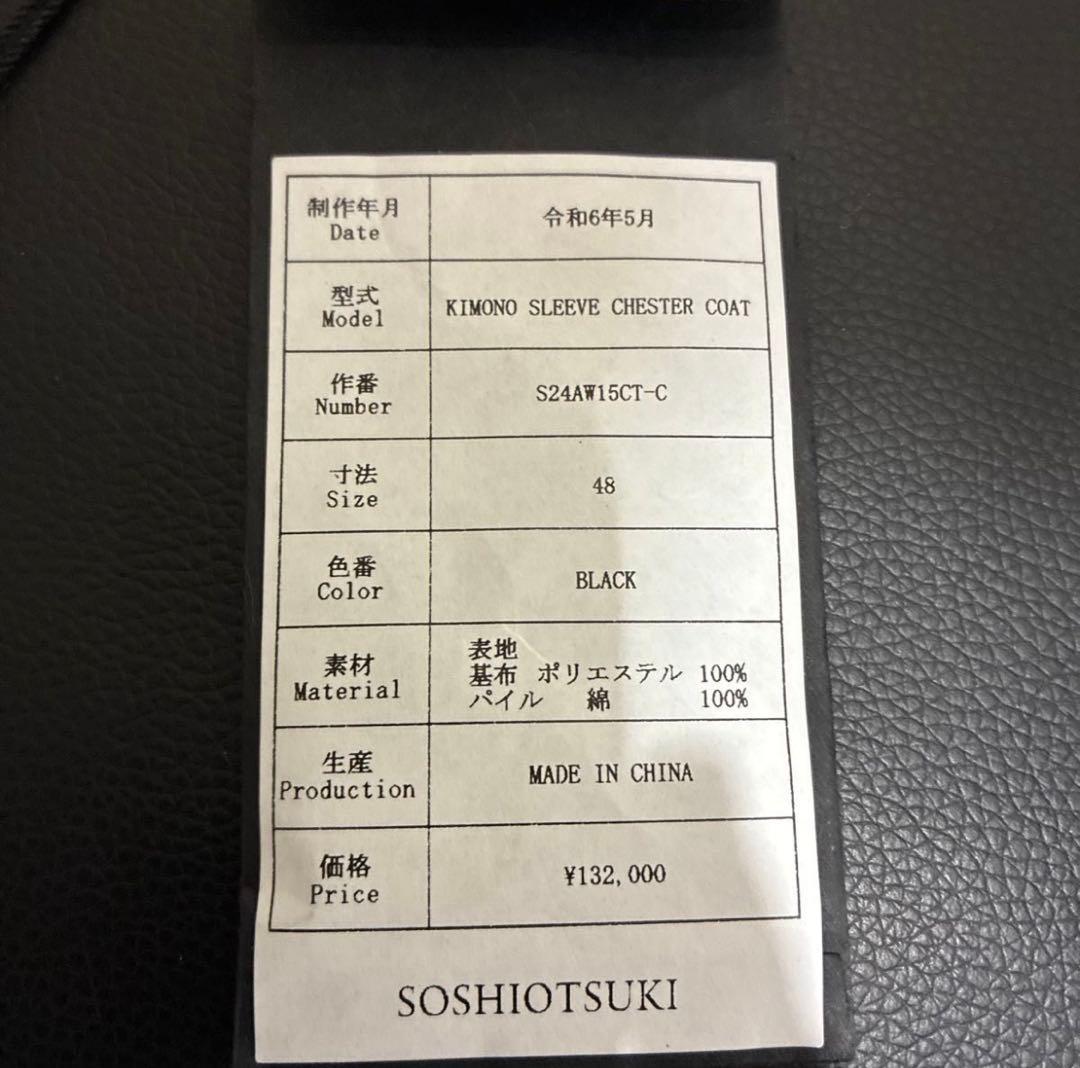 制作年月
Date
令和6年5月
型式
Model
KIMONO SLEEVE CHESTER COAT
作番
Number
S24AW15CT-C
寸法
Size
48
色番
Color
BLACK
素材
Material
表地
基布 ポリエステル 100%
パイル 綿 100%
生産
Production
MADE IN CHINA
価格
Price
¥132,000
SOSHIOTSUKI